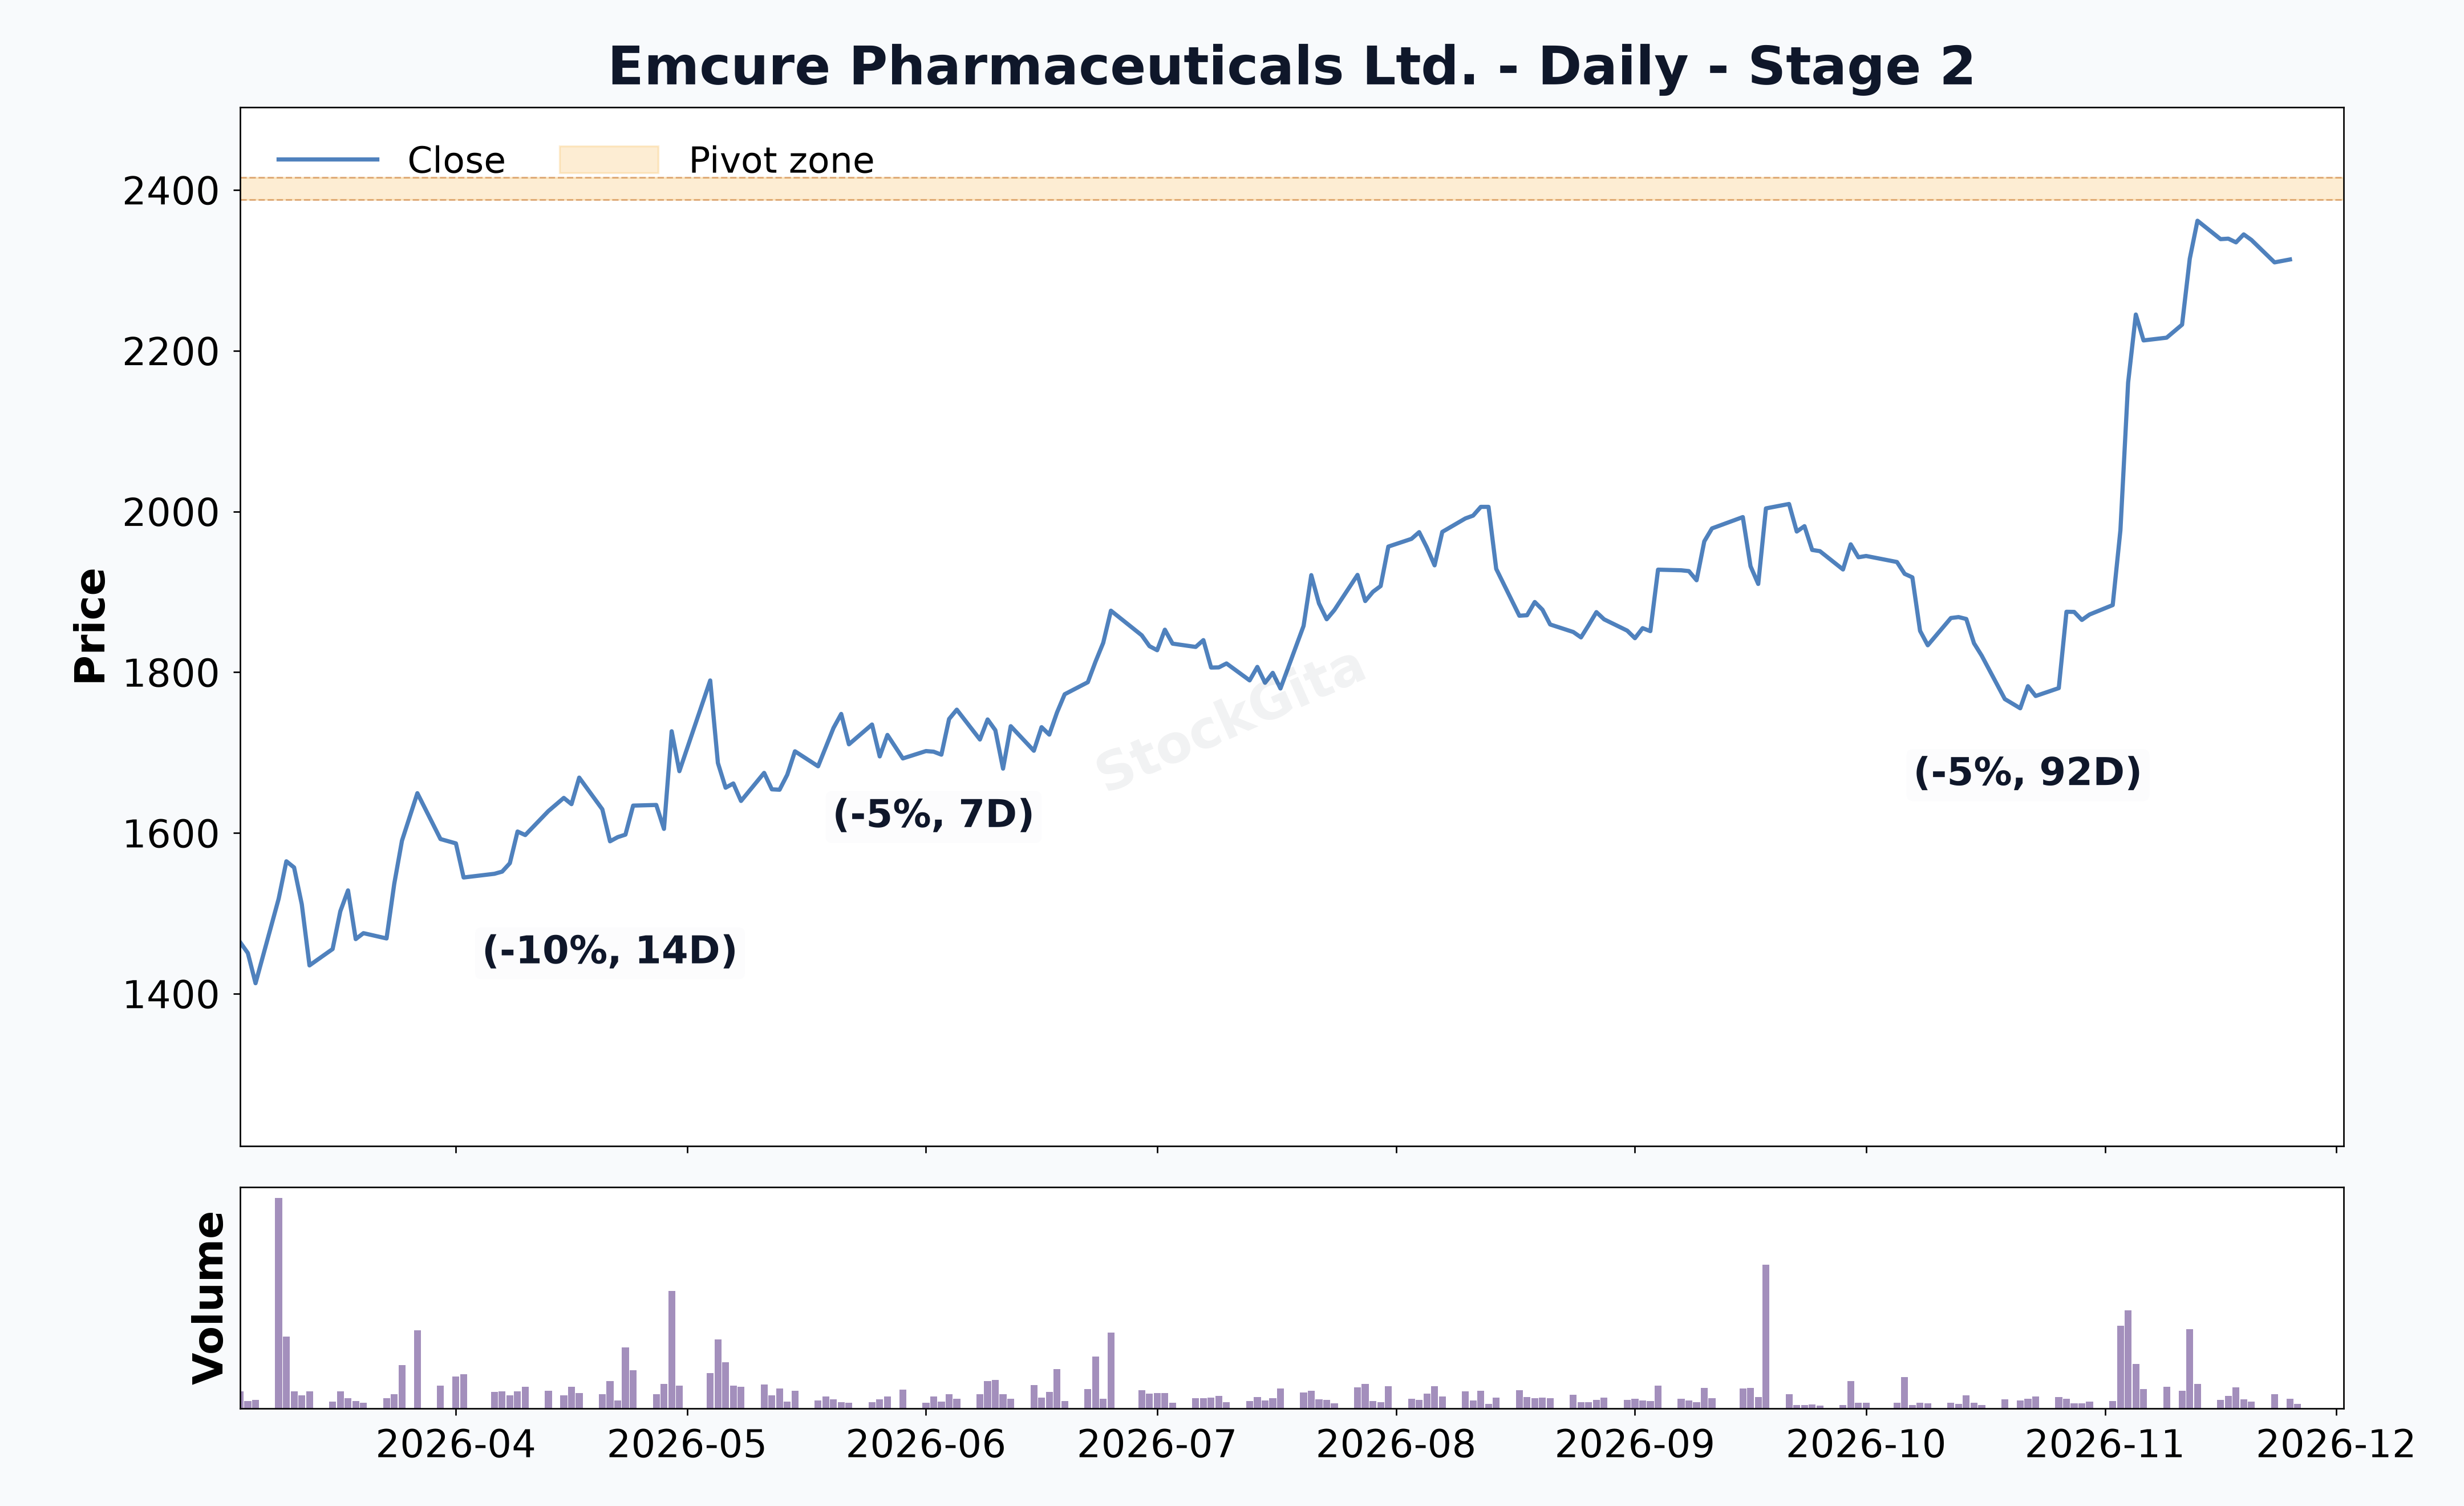 Emcure Pharmaceuticals Ltd. - Daily - Stage 2
Close
Pivot zone
Price
2400
2200
2000
1800
1600
1400
StockGita
(-10%, 14D)
(-5%, 7D)
(-5%, 92D)
Volume
2026-04
2026-05
2026-06
2026-07
2026-08
2026-09
2026-10
2026-11
2026-12